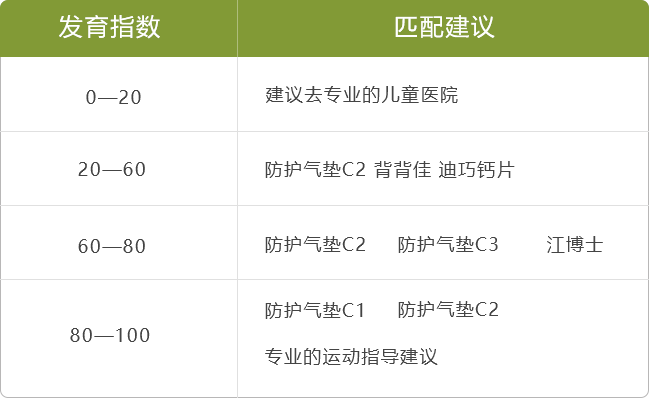 发育指数 匹配建议
0—20 建议去专业的儿童医院
20—60 防护气垫C2 背背佳 迪巧钙片
60—80 防护气垫C2 防护气垫C3 江博士
80—100 防护气垫C1 防护气垫C2
专业的运动指导建议